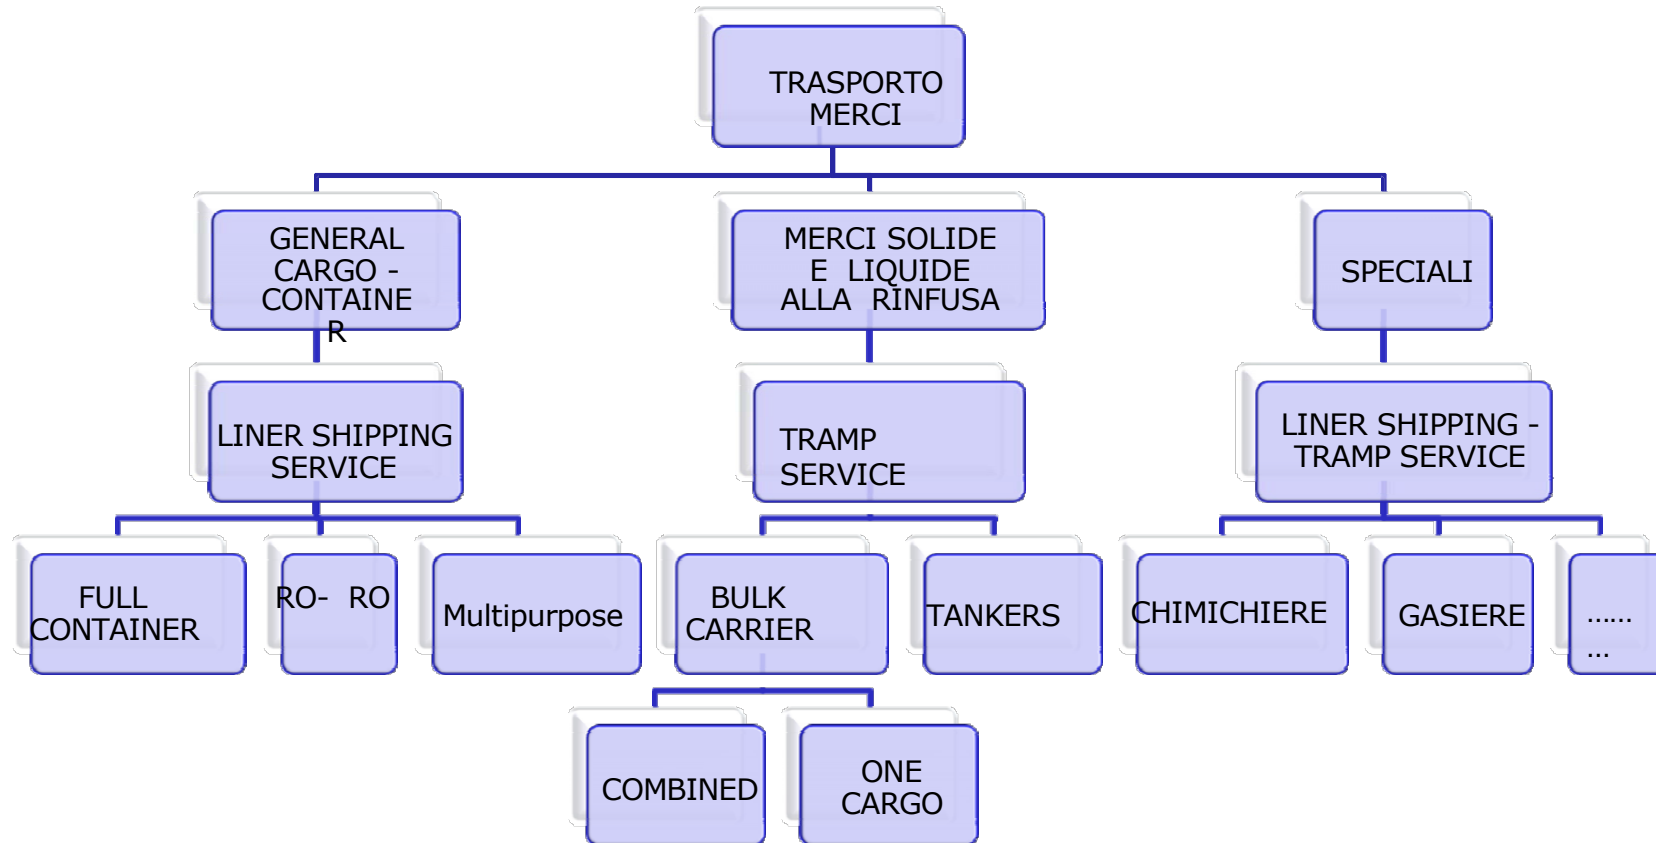 TRASPORTO
MERCI
GENERAL
CARGO -
CONTAINE
R
MERCI SOLIDE
E LIQUIDE
ALLA RINFUSA
SPECIALI
LINER SHIPPING
SERVICE
TRAMP
SERVICE
LINER SHIPPING -
TRAMP SERVICE
FULL
CONTAINER
RO- RO
Multipurpose
BULK
CARRIER
TANKERS
CHIMICHIERE
GASIERE
......
...
COMBINED
ONE
CARGO